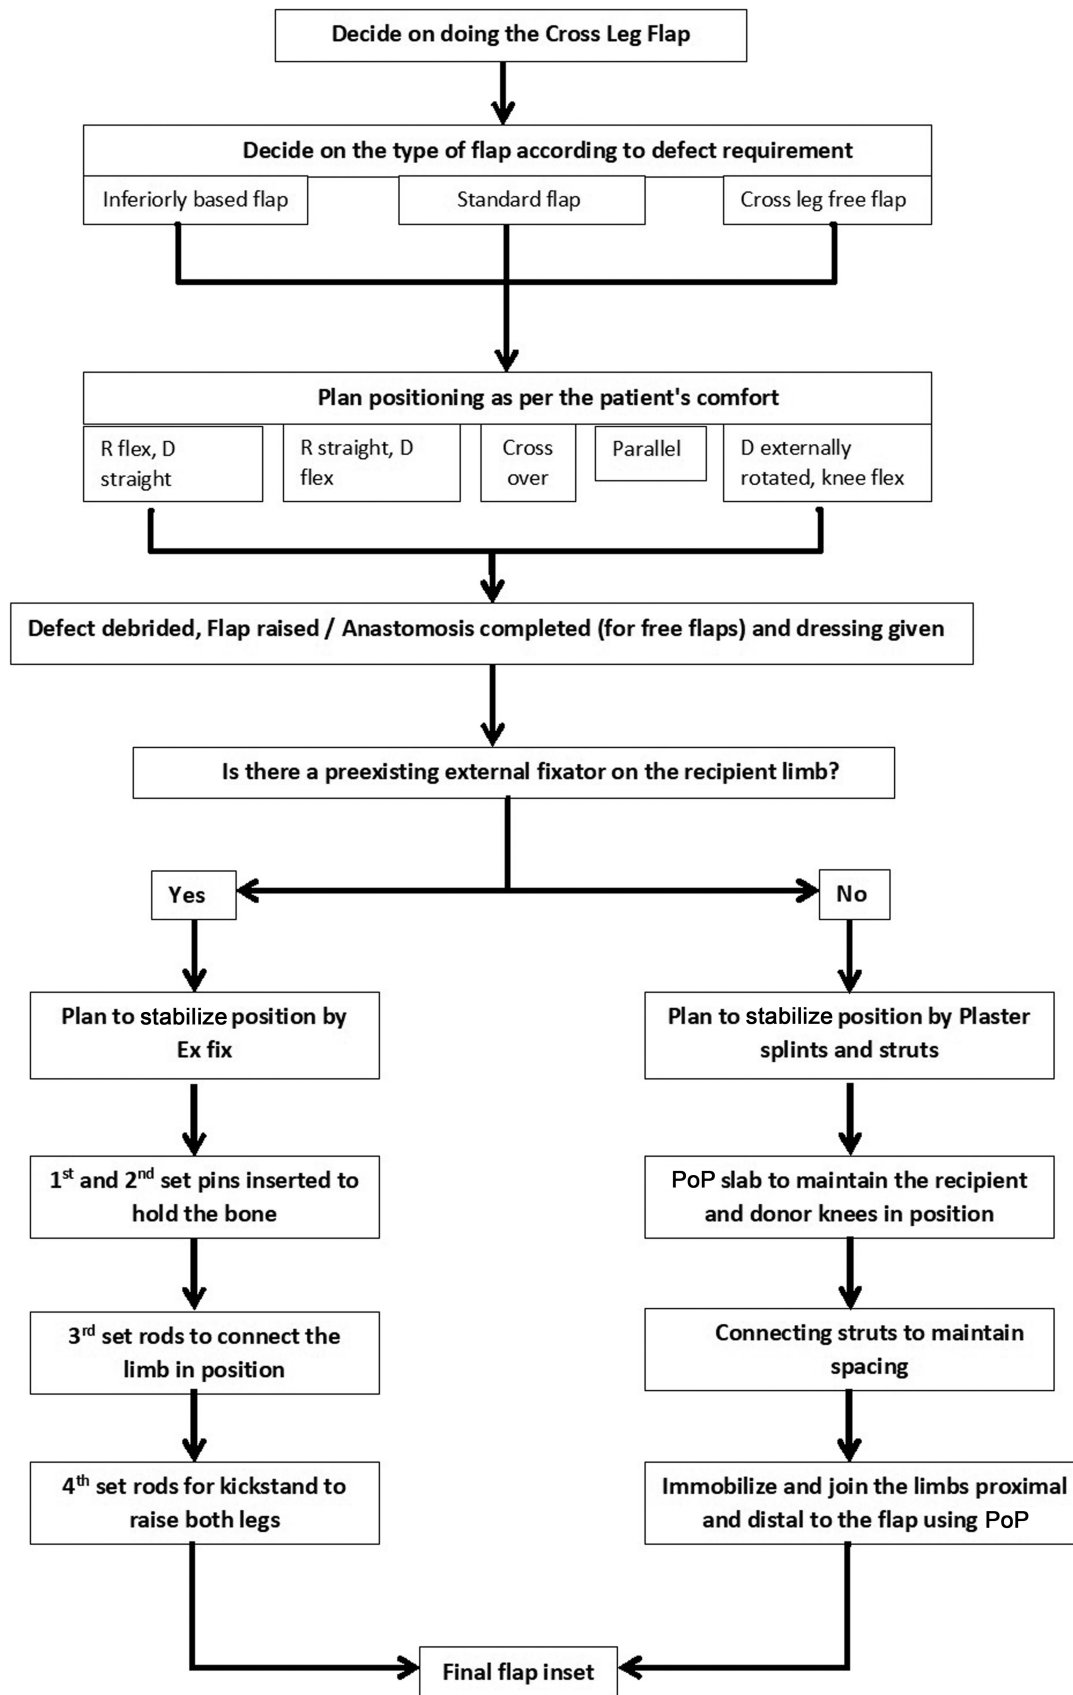 Decide on doing the Cross Leg Flap
Decide on the type of flap according to defect requirement
Inferiorly based flap
Standard flap
Cross leg free flap
Plan positioning as per the patient's comfort
R flex, D
straight
R straight, D
flex
Cross
over
Parallel
D externally
rotated, knee flex
Defect debrided, Flap raised / Anastomosis completed (for free flaps) and dressing given
Is there a preexisting external fixator on the recipient limb?
Yes
No
Plan to stabilize position by
Ex fix
Plan to stabilize position by Plaster
splints and struts
1st and 2nd set pins inserted to
hold the bone
PoP slab to maintain the recipient
and donor knees in position
3rd set rods to connect the
limb in position
Connecting struts to maintain
spacing
4th set rods for kickstand to
raise both legs
Immobilize and join the limbs proximal
and distal to the flap using PoP
Final flap inset